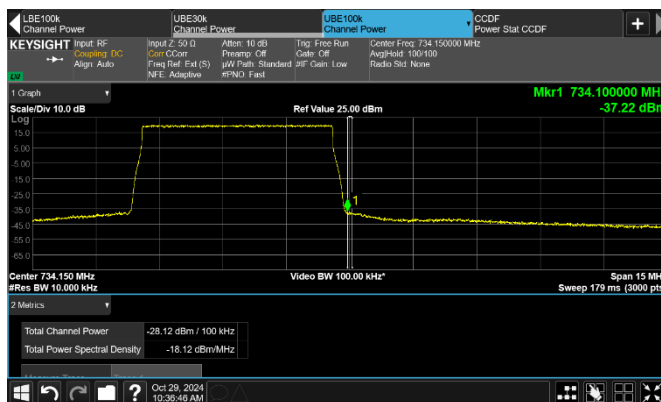 LBE100k UBE30k UBE100k CCDF
Channel Power Channel Power Channel Power Power Stat CCDF
KEYSIGHT Input: RF Input Z: 50 Ω Atten: 10 dB Trig: Free Run Center Freq: 734.150000 MHz
Coupling: DC Corr CCorr Preamp: Off Gate: Off Avg|Hold: 100/100
Align: Auto Freq Ref: Ext (S) µW Path: Standard #IF Gain: Low Radio Std: None
NFE: Adaptive #PNO: Fast
1 Graph Mkr1 734.100000 MH
Scale/Div 10.0 dB Ref Value 25.00 dBm -37.22 dBm
Log
15.0
5.00
-5.00
-15.0
-25.0
1
-35.0
-45.0
-55.0
-65.0
Center 734.150 MHz Video BW 100.00 kHz* Span 15 MH
#Res BW 10.000 kHz Sweep 179 ms (3000 pts
2 Metrics
Total Channel Power -28.12 dBm / 100 kHz
Total Power Spectral Density -18.12 dBm/MHz
? Oct 29, 2024
10:36:46 AM